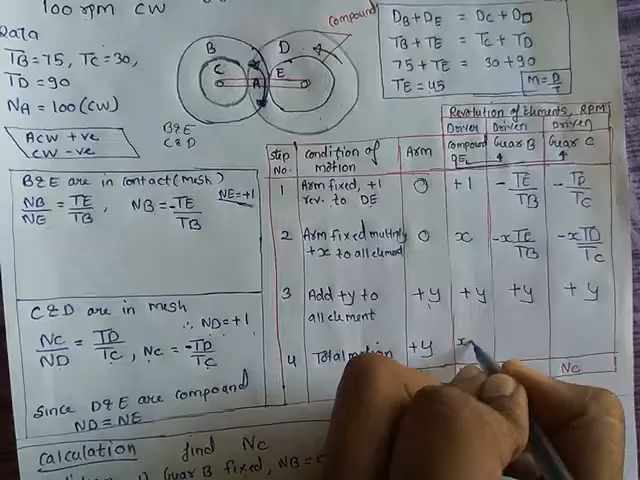 100 rpm CW
Data
TB=75, TC=30,
TD=90
NA=100(CW)
ACW +ve
CW -ve
B
C
A
D
E
compound
B&E
C&D
DB+DE = DC+DD
TB+TE = TC+TD
75+TE = 30+90
TE=45
m=D/T
B&E are in contact(mesh)
NB/NE = TE/TB, NB=-TE/TB NE=+1
C&D are in mesh
∴ ND=+1
NC/ND = TD/TC, NC=-TD/TC
Since D&E are compound
ND=NE
Revolution of Elements, RPM
Driver Driven Driven
Step No. Condition of motion Arm compound DE Gear B Gear C
1 Arm fixed, +1 rev. to DE 0 +1 -TE/TB -TD/TC
2 Arm fixed multiply +x to all element 0 x -xTE/TB -xTD/TC
3 Add +y to all element +y +y +y +y
4 Total motion +y x
NC
calculation find NC
Gear B fixed, NB=